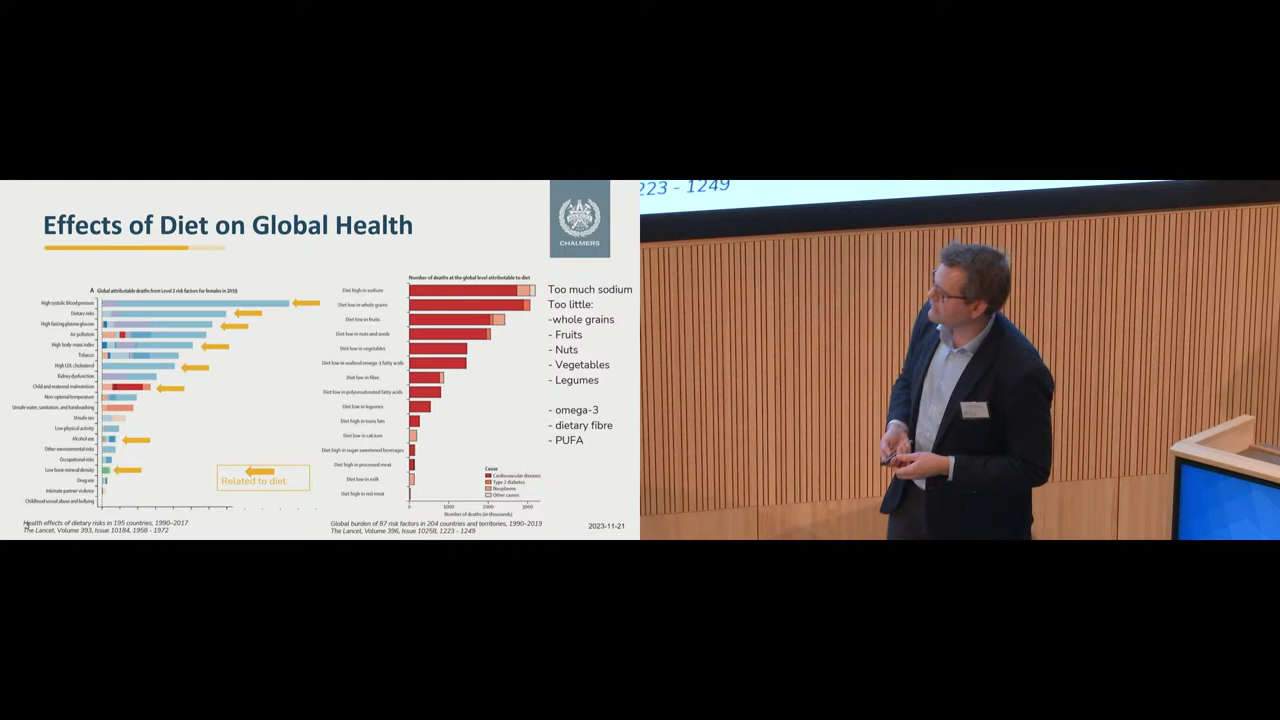 Effects of Diet on Global Health
CHALMERS
A Global attributable deaths from Level 2 risk factors for females in 2019
High systolic blood pressure
Dietary risks
High fasting plasma glucose
Air pollution
High body-mass index
Tobacco
High LDL cholesterol
Kidney dysfunction
Child and maternal malnutrition
Non-optimal temperature
Unsafe water, sanitation, and handwashing
Unsafe sex
Low physical activity
Alcohol use
Other environmental risks
Occupational risks
Low bone mineral density
Drug use
Intimate partner violence
Childhood sexual abuse and bullying
Related to diet
Health effects of dietary risks in 195 countries, 1990–2017
The Lancet, Volume 393, Issue 10184, 1958 - 1972
Number of deaths at the global level attributable to diet
Diet high in sodium
Diet low in whole grains
Diet low in fruits
Diet low in nuts and seeds
Diet low in vegetables
Diet low in seafood omega-3 fatty acids
Diet low in fibre
Diet low in polyunsaturated fatty acids
Diet low in legumes
Diet high in trans fats
Diet low in calcium
Diet high in sugar-sweetened beverages
Diet high in processed meat
Diet low in milk
Diet high in red meat
Cause
Cardiovascular diseases
Type 2 diabetes
Neoplasms
Other causes
0 1000 2000 3000
Number of deaths (in thousands)
Global burden of 87 risk factors in 204 countries and territories, 1990–2019
The Lancet, Volume 396, Issue 10258, 1223 - 1249
Too much sodium
Too little:
-whole grains
- Fruits
- Nuts
- Vegetables
- Legumes
- omega-3
- dietary fibre
- PUFA
2023-11-21
223 - 1249